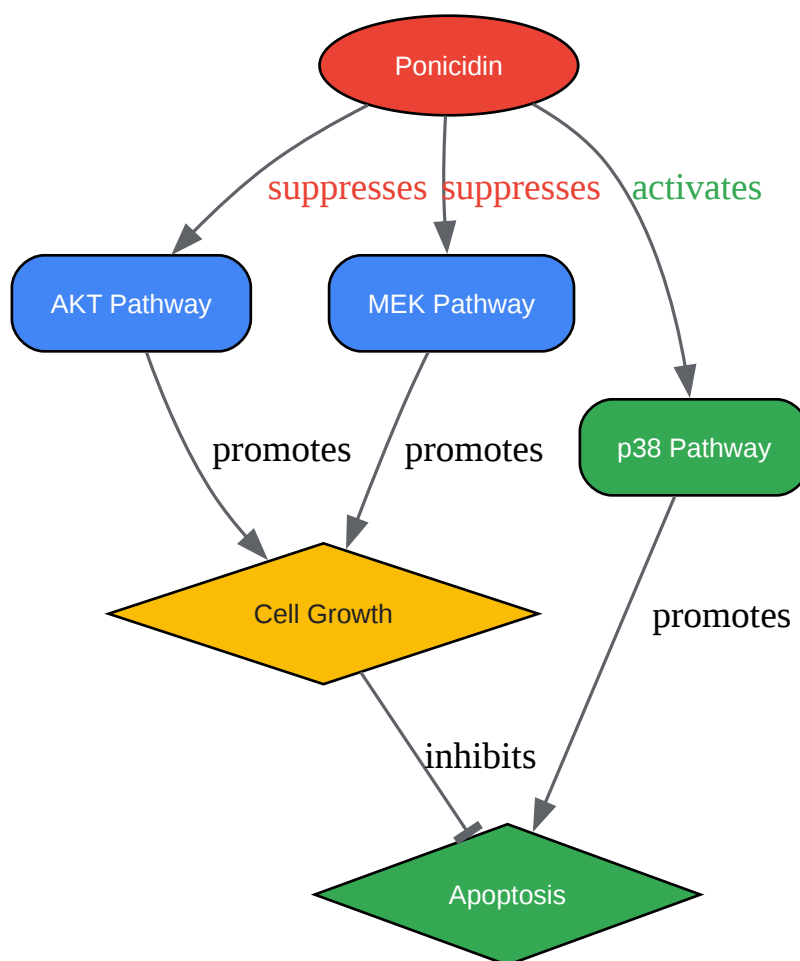 Ponicidin
suppresses suppresses activates
AKT Pathway MEK Pathway
promotes promotes p38 Pathway
Cell Growth promotes
inhibits
Apoptosis